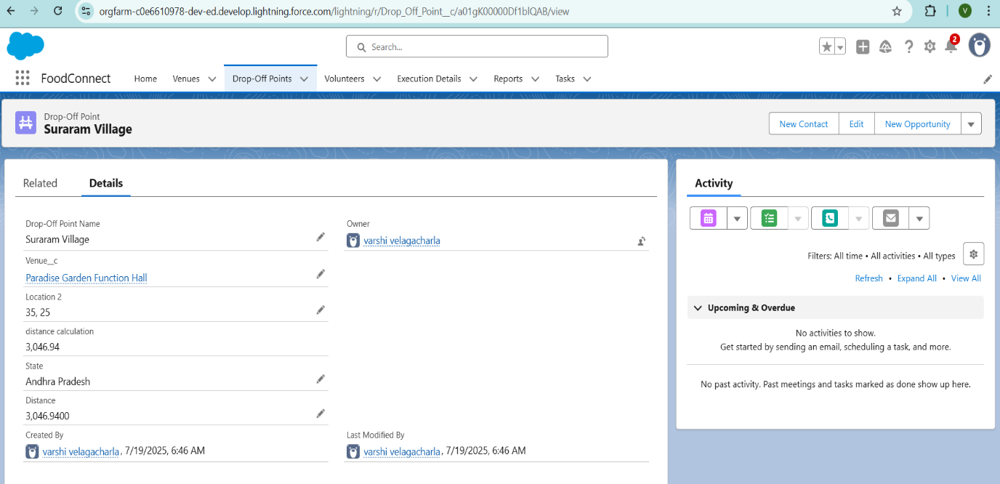 orgfarm-c0e6610978-dev-ed.develop.lightning.force.com/lightning/r/Drop_Off_Point__c/a01gK00000Df1blQAB/view
V
Search...
2
FoodConnect Home Venues Drop-Off Points Volunteers Execution Details Reports Tasks
Drop-Off Point
Suraram Village
New Contact Edit New Opportunity
Related Details
Drop-Off Point Name
Suraram Village
Owner
varshi velagacharla
Venue__c
Paradise Garden Function Hall
Location 2
35, 25
distance calculation
3,046.94
State
Andhra Pradesh
Distance
3,046.9400
Created By
varshi velagacharla, 7/19/2025, 6:46 AM
Last Modified By
varshi velagacharla, 7/19/2025, 6:46 AM
Activity
Filters: All time • All activities • All types
Refresh • Expand All • View All
Upcoming & Overdue
No activities to show.
Get started by sending an email, scheduling a task, and more.
No past activity. Past meetings and tasks marked as done show up here.